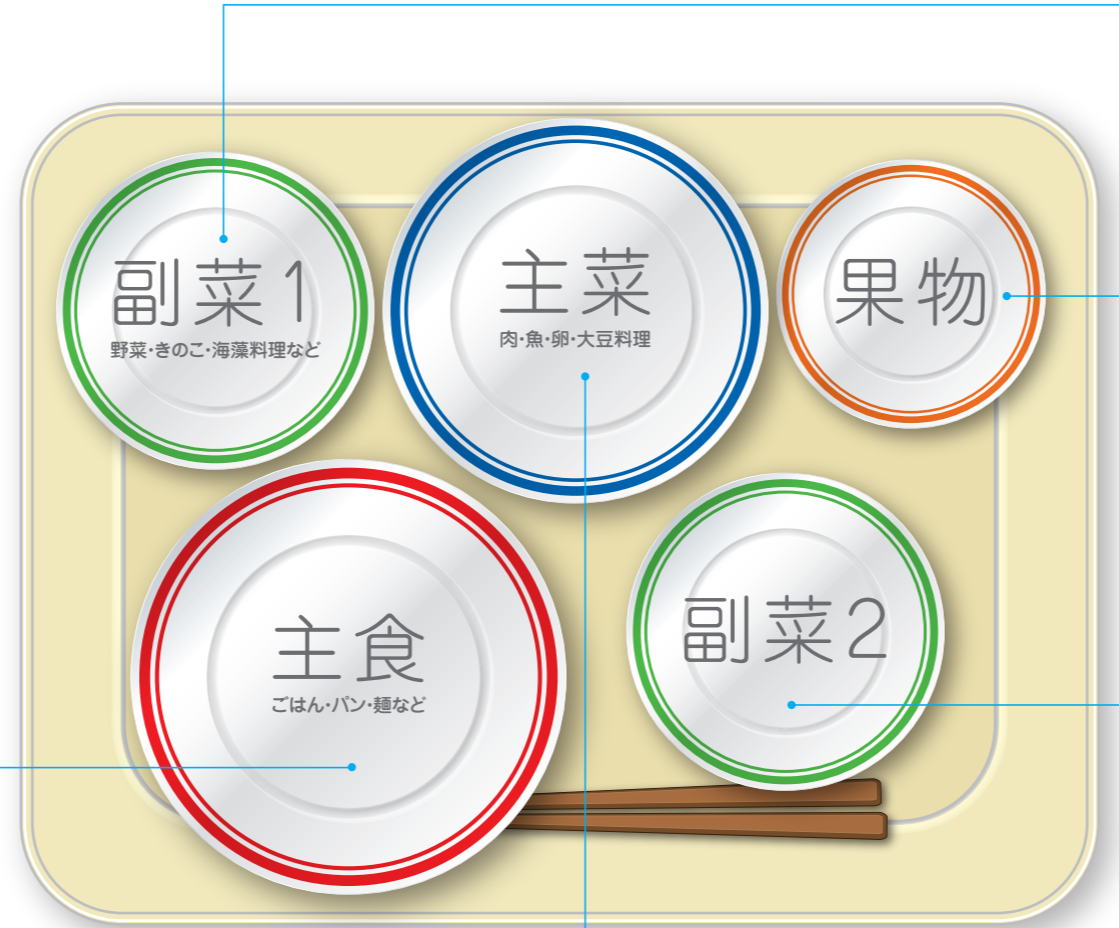 副菜1
野菜・きのこ・海藻料理など
主菜
肉・魚・卵・大豆料理
果物
主食
ごはん・パン・麺など
副菜2